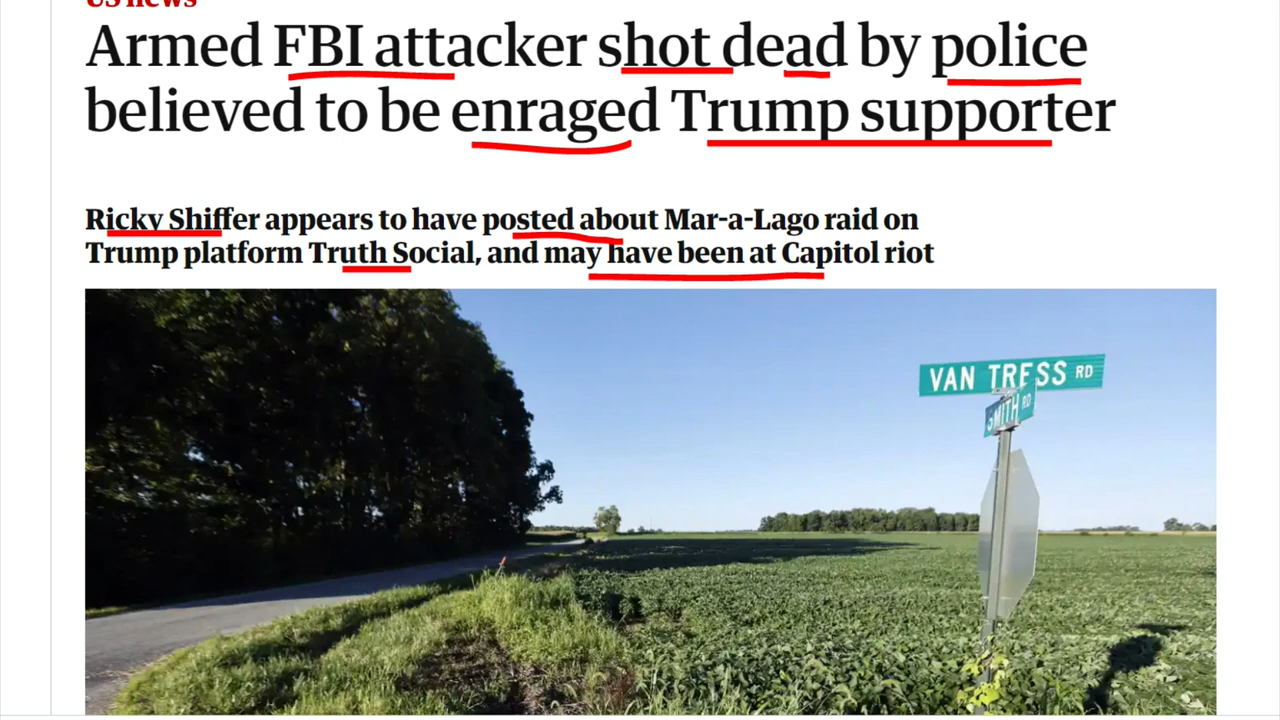 US news
Armed FBI attacker shot dead by police
believed to be enraged Trump supporter
Ricky Shiffer appears to have posted about Mar-a-Lago raid on
Trump platform Truth Social, and may have been at Capitol riot
VAN TRESS RD
SMITH RD